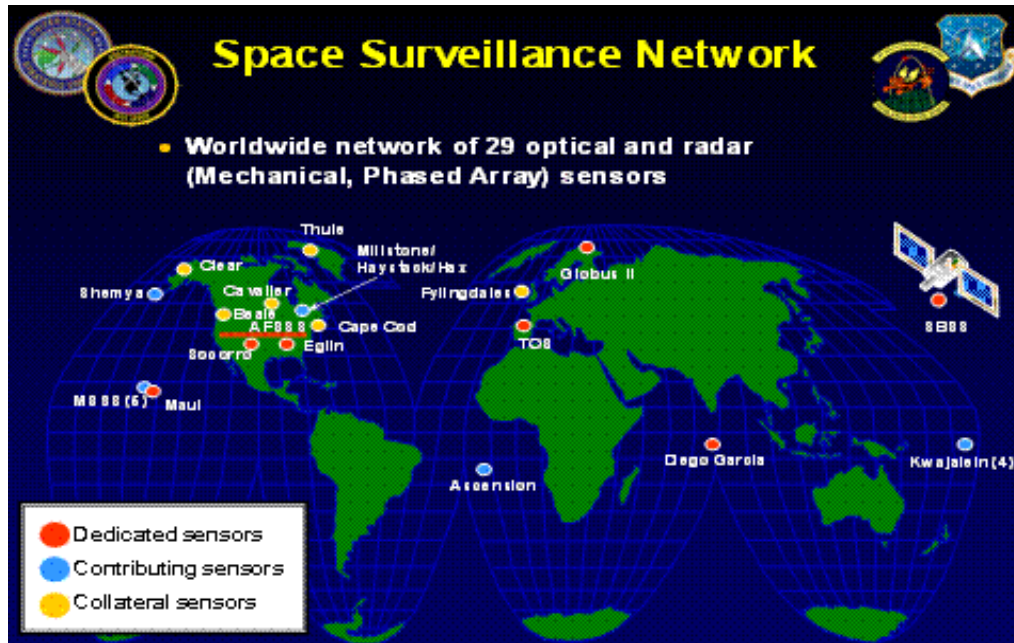 Space Surveillance Network
• Worldwide network of 29 optical and radar
(Mechanical, Phased Array) sensors
Thule
Millstone/
Haystack/Hax
Clear
Globus II
Shemya
Cavalier
Fylingdales
Beale
AFSSS
Cape Cod
SBSS
TOS
Socorro
Eglin
MSSS (6)
Maui
Diego Garcia
Ascension
Kwajalein (4)
Dedicated sensors
Contributing sensors
Collateral sensors